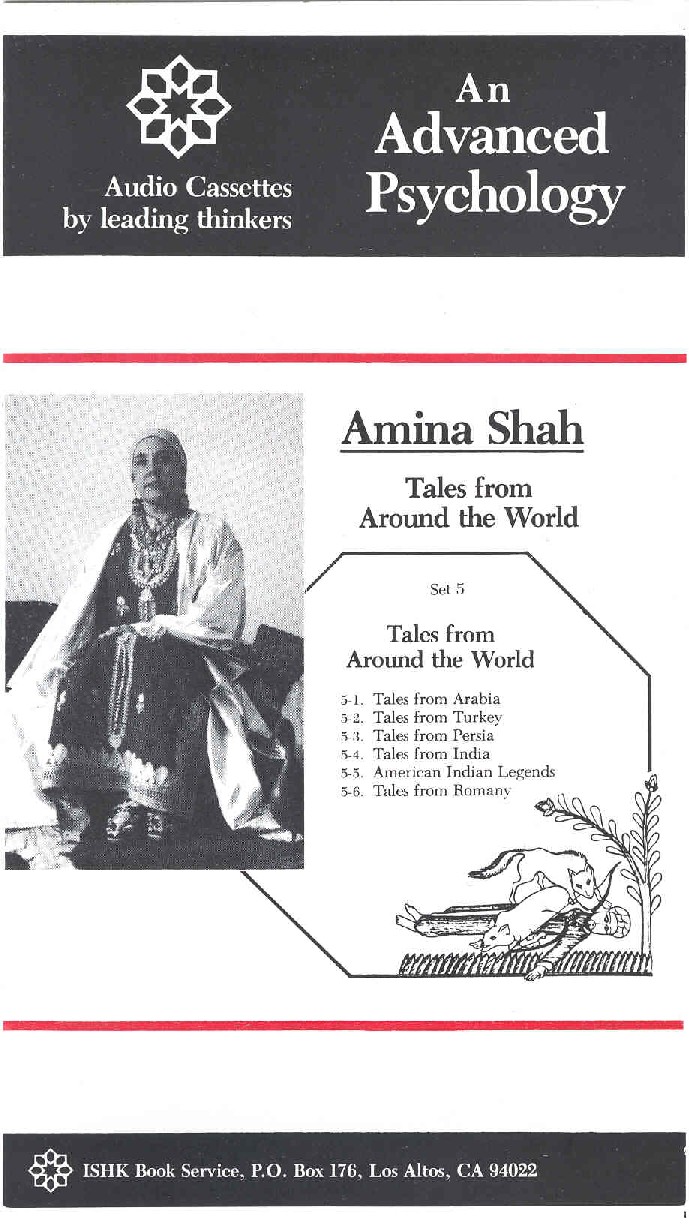 An
Advanced
Psychology
Audio Cassettes
by leading thinkers
Amina Shah
Tales from
Around the World
Set 5
Tales from
Around the World
5-1. Tales from Arabia
5-2. Tales from Turkey
5-3. Tales from Persia
5-4. Tales from India
5-5. American Indian Legends
5-6. Tales from Romany
ISHK Book Service, P.O. Box 176, Los Altos, CA 94022